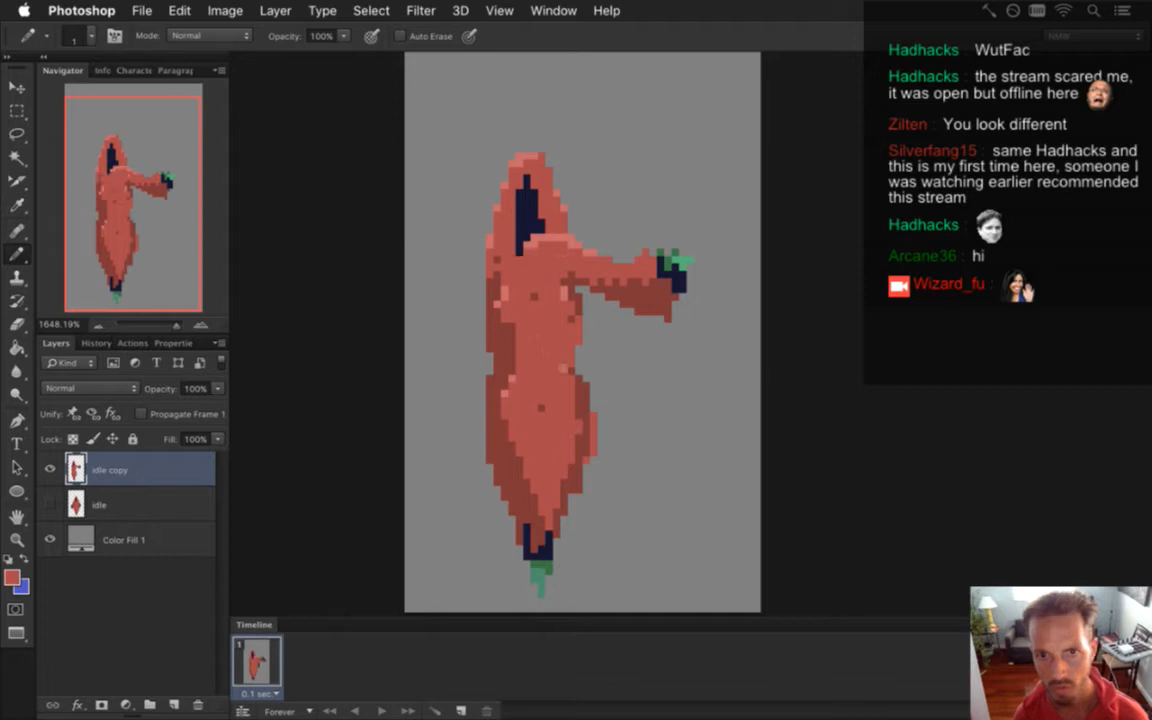 Photoshop File Edit Image Layer Type Select Filter 3D View Window Help
1 Mode: Normal Opacity: 100% Auto Erase
Navigator Info Characte Paragrap
1648.19%
Layers History Actions Propertie
Kind
Normal Opacity: 100%
Unify: Propagate Frame 1
Lock: Fill: 100%
idle copy
idle
Color Fill 1
Timeline
1
0.1 sec.
Forever
Hadhacks WutFac
Hadhacks : the stream scared me,
it was open but offline here
Zilten : You look different
Silverfang15 : same Hadhacks and
this is my first time here, someone I
was watching earlier recommended
this stream
Hadhacks :
Arcane36 : hi
Wizard_fu :